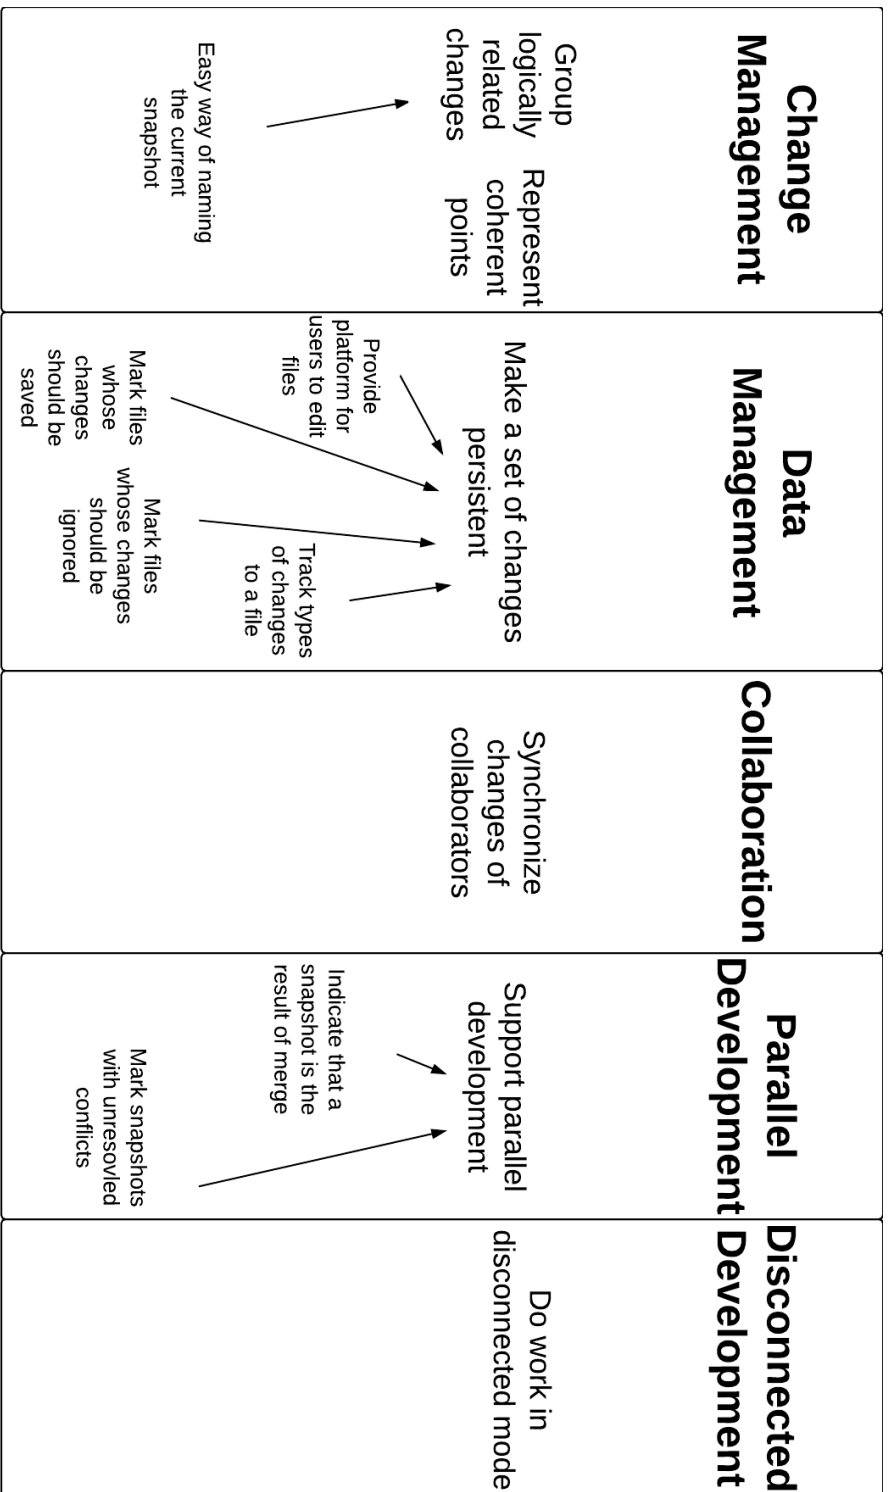 Change
Management
Group
logically
related
changes
Represent
coherent
points
Easy way of naming
the current
snapshot
Data
Management
Make a set of changes
persistent
Provide
platform for
users to edit
files
Track types
of changes
to a file
Mark files
whose
changes
should be
saved
Mark files
whose changes
should be
ignored
Collaboration
Synchronize
changes of
collaborators
Parallel
Development
Support parallel
development
Indicate that a
snapshot is the
result of merge
Mark snapshots
with unresovled
conflicts
Disconnected
Development
Do work in
disconnected mode